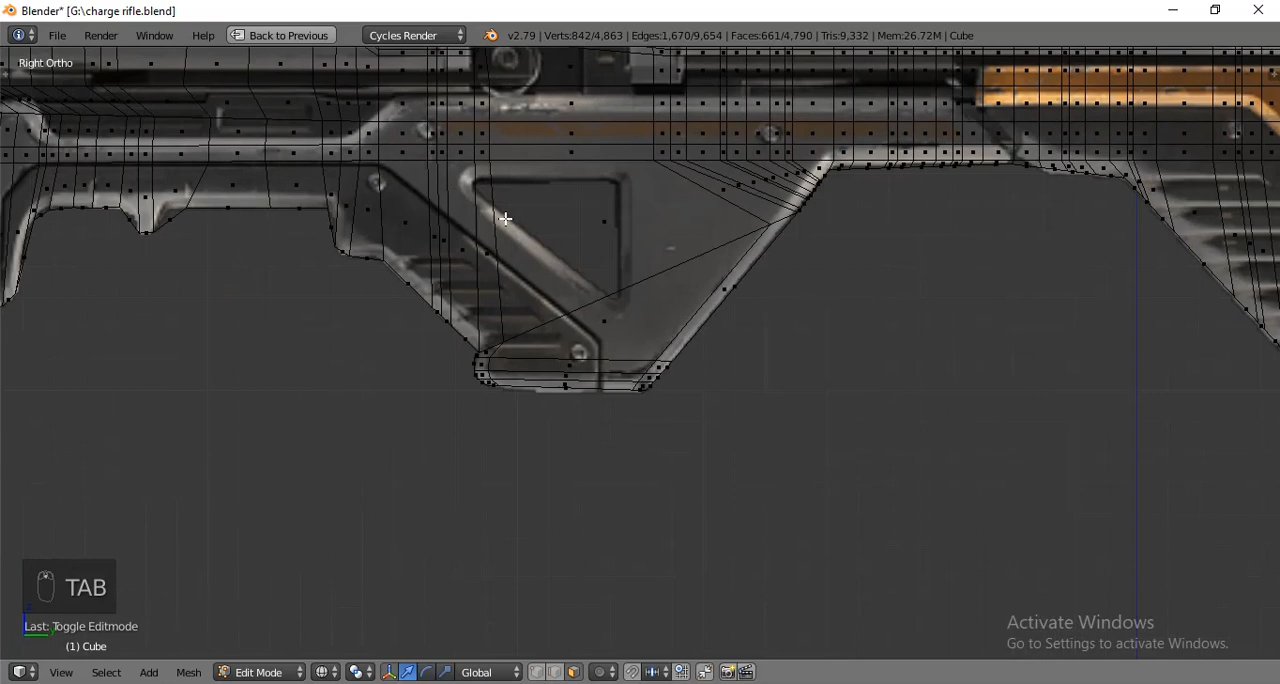 Blender* [G:\charge rifle.blend]
File Render Window Help Back to Previous Cycles Render v2.79 | Verts:842/4,863 | Edges:1,670/9,654 | Faces:661/4,790 | Tris:9,332 | Mem:26.72M | Cube
Right Ortho
TAB
Last: Toggle Editmode
(1) Cube
Activate Windows
Go to Settings to activate Windows.
View Select Add Mesh Edit Mode Global